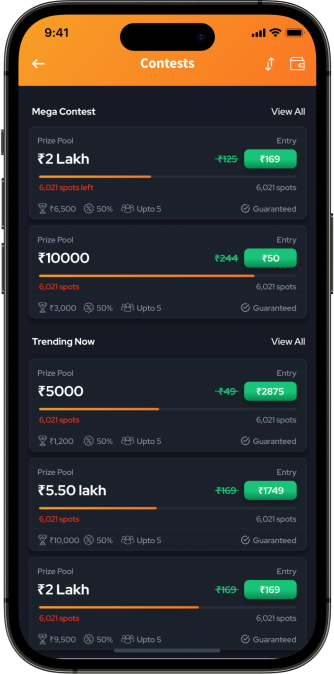 9:41
Contests
Mega Contest View All
Prize Pool Entry
₹2 Lakh ₹125 ₹169
6,021 spots left 6,021 spots
₹6,500 50% Upto 5 Guaranteed
Prize Pool Entry
₹10000 ₹244 ₹50
6,021 spots 6,021 spots
₹3,000 50% Upto 5 Guaranteed
Trending Now View All
Prize Pool Entry
₹5000 ₹49 ₹2875
6,021 spots 6,021 spots
₹1,200 50% Upto 5 Guaranteed
Prize Pool Entry
₹5.50 lakh ₹169 ₹1749
6,021 spots 6,021 spots
₹10,000 50% Upto 5 Guaranteed
Prize Pool Entry
₹2 Lakh ₹169 ₹169
6,021 spots 6,021 spots
₹9,500 50% Upto 5 Guaranteed